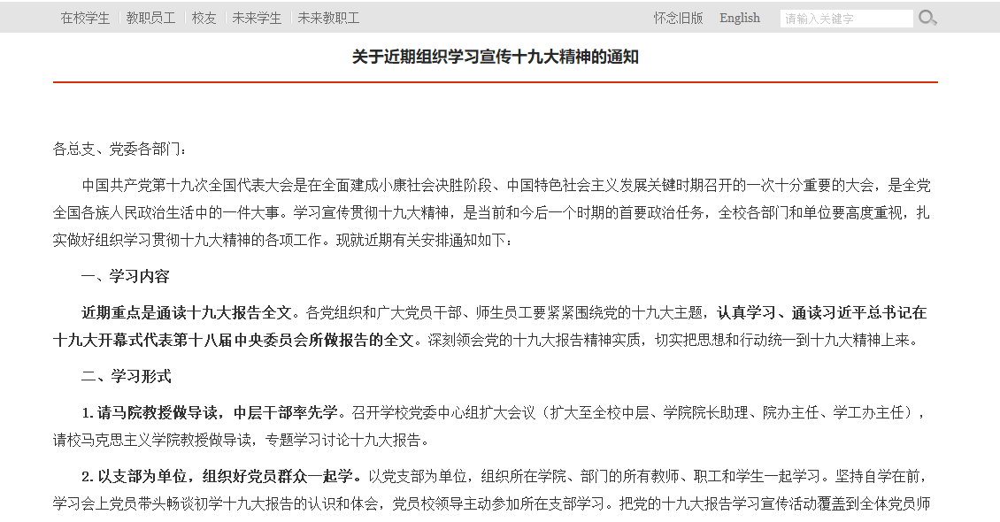 在校学生 教职员工 校友 未来学生 未来教职工 怀念旧版 English 请输入关键字
关于近期组织学习宣传十九大精神的通知
各总支、党委各部门：
中国共产党第十九次全国代表大会是在全面建成小康社会决胜阶段、中国特色社会主义发展关键时期召开的一次十分重要的大会，是全党
全国各族人民政治生活中的一件大事。学习宣传贯彻十九大精神，是当前和今后一个时期的首要政治任务，全校各部门和单位要高度重视，扎
实做好组织学习贯彻十九大精神的各项工作。现就近期有关安排通知如下：
一、学习内容
近期重点是通读十九大报告全文。各党组织和广大党员干部、师生员工要紧紧围绕党的十九大主题，认真学习、通读习近平总书记在
十九大开幕式代表第十八届中央委员会所做报告的全文。深刻领会党的十九大报告精神实质，切实把思想和行动统一到十九大精神上来。
二、学习形式
1.请马院教授做导读，中层干部率先学。召开学校党委中心组扩大会议（扩大至全校中层、学院院长助理、院办主任、学工办主任），
请校马克思主义学院教授做导读，专题学习讨论十九大报告。
2.以支部为单位，组织好党员群众一起学。以党支部为单位，组织所在学院、部门的所有教师、职工和学生一起学习。坚持自学在前，
学习会上党员带头畅谈初学十九大报告的认识和体会，党员校领导主动参加所在支部学习。把党的十九大报告学习宣传活动覆盖到全体党员师